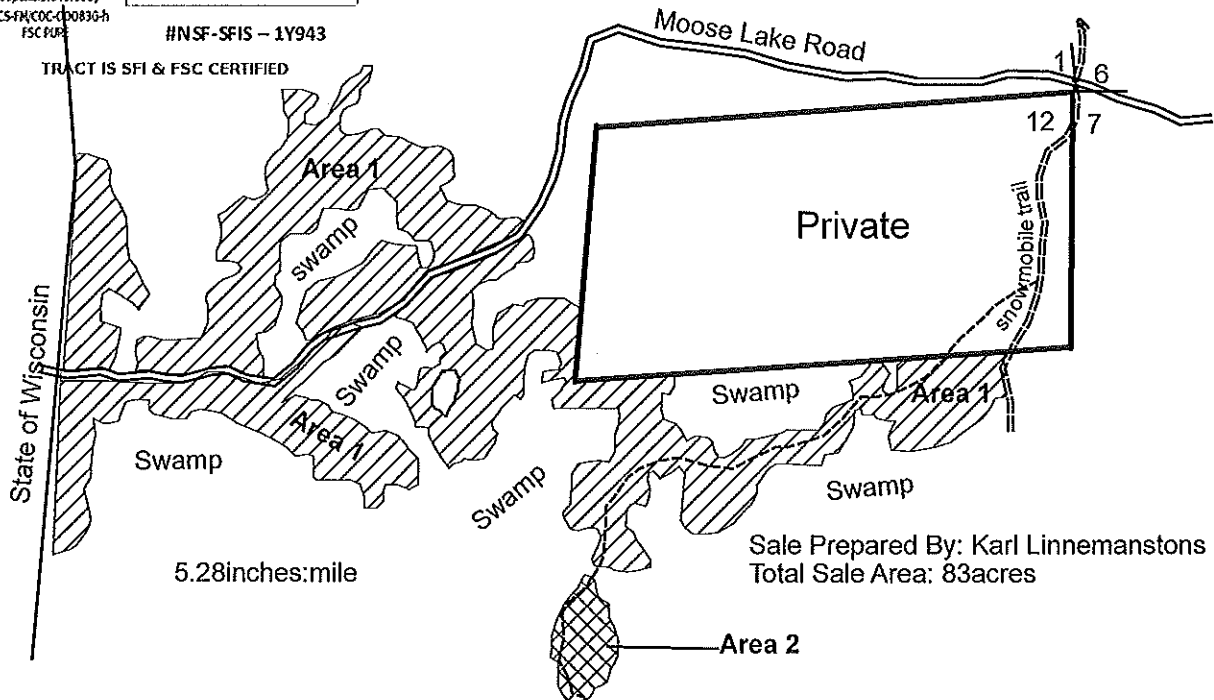 FSC
#NSF-SFIS – 1Y943
TRACT IS SFI & FSC CERTIFIED
Moose Lake Road
1
6
12
7
Area 1
swamp
Private
snowmobile trail
State of Wisconsin
Swamp
Area 1
Swamp
Swamp
Swamp
Area 1
Swamp
5.28inches:mile
Sale Prepared By: Karl Linnemanstons
Total Sale Area: 83acres
Area 2